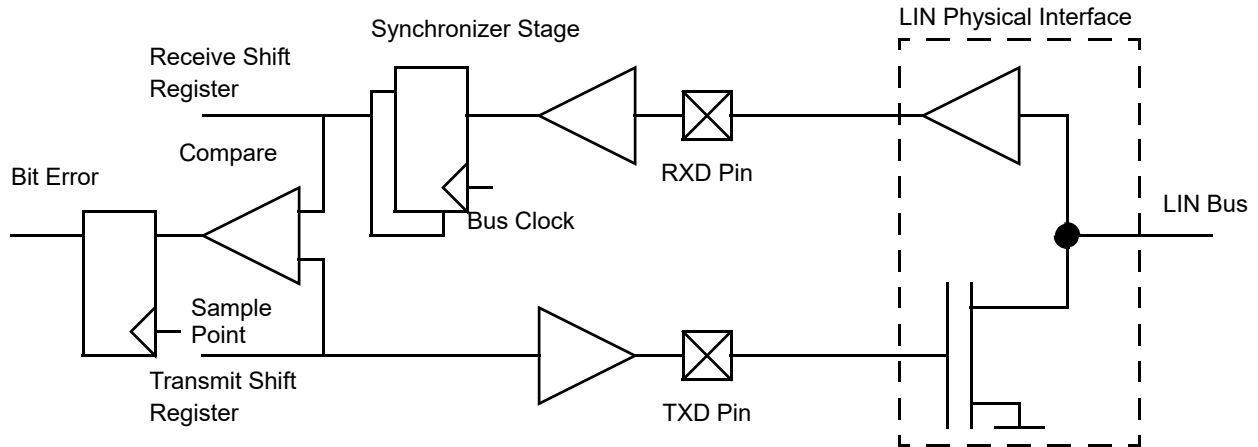 LIN Physical Interface
Synchronizer Stage
Receive Shift
Register
Compare
RXD Pin
Bit Error
LIN Bus
Bus Clock
Sample
Point
Transmit Shift
Register
TXD Pin